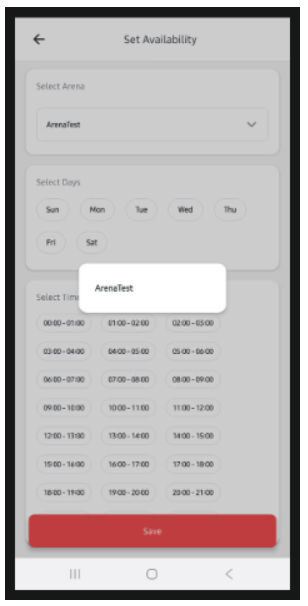 Set Availability
Select Arena
ArenaTest
Select Days
Sun Mon Tue Wed Thu
Fri Sat
ArenaTest
Select Time
00:00 - 01:00 01:00 - 02:00 02:00 - 03:00
03:00 - 04:00 04:00 - 05:00 05:00 - 06:00
06:00 - 07:00 07:00 - 08:00 08:00 - 09:00
09:00 - 10:00 10:00 - 11:00 11:00 - 12:00
12:00 - 13:00 13:00 - 14:00 14:00 - 15:00
15:00 - 16:00 16:00 - 17:00 17:00 - 18:00
18:00 - 19:00 19:00 - 20:00 20:00 - 21:00
Save